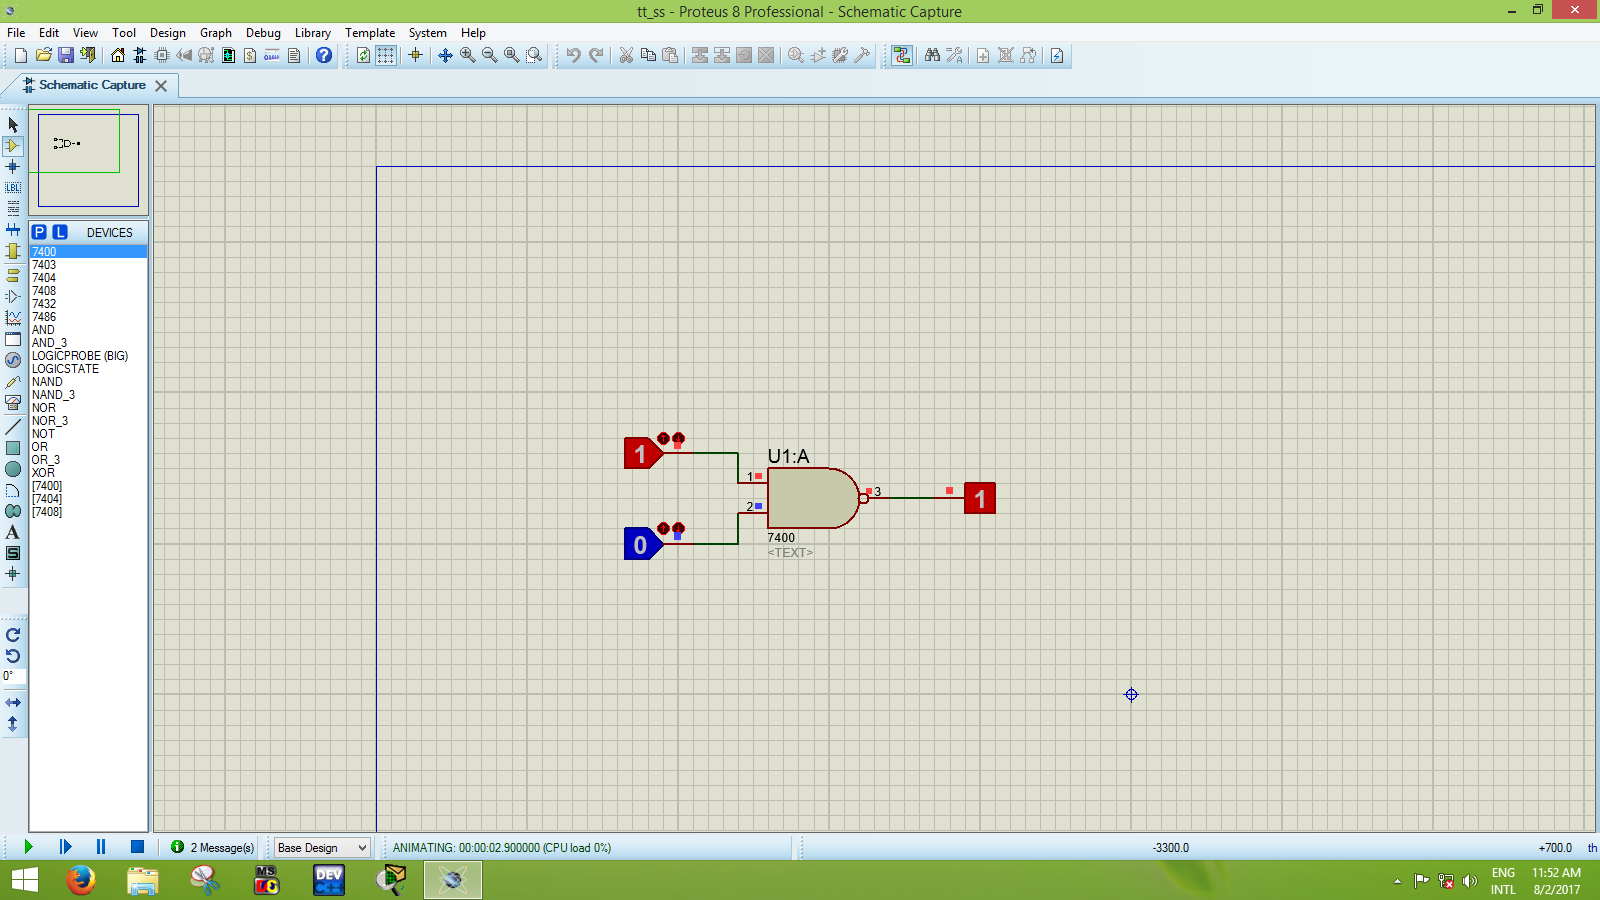 tt_ss - Proteus 8 Professional - Schematic Capture
File Edit View Tool Design Graph Debug Library Template System Help
Schematic Capture
LBL
P L DEVICES
7400
7403
7404
7408
7432
7486
AND
AND_3
LOGICPROBE (BIG)
LOGICSTATE
NAND
NAND_3
NOR
NOR_3
NOT
OR
OR_3
XOR
[7400]
[7404]
[7408]
A
S
0°
1
U1:A
1
2
3
1
0
7400
<TEXT>
2 Message(s)
Base Design
ANIMATING: 00:00:02.900000 (CPU load 0%)
-3300.0
+700.0
th
MS
DEV
C++
ENG
INTL
11:52 AM
8/2/2017